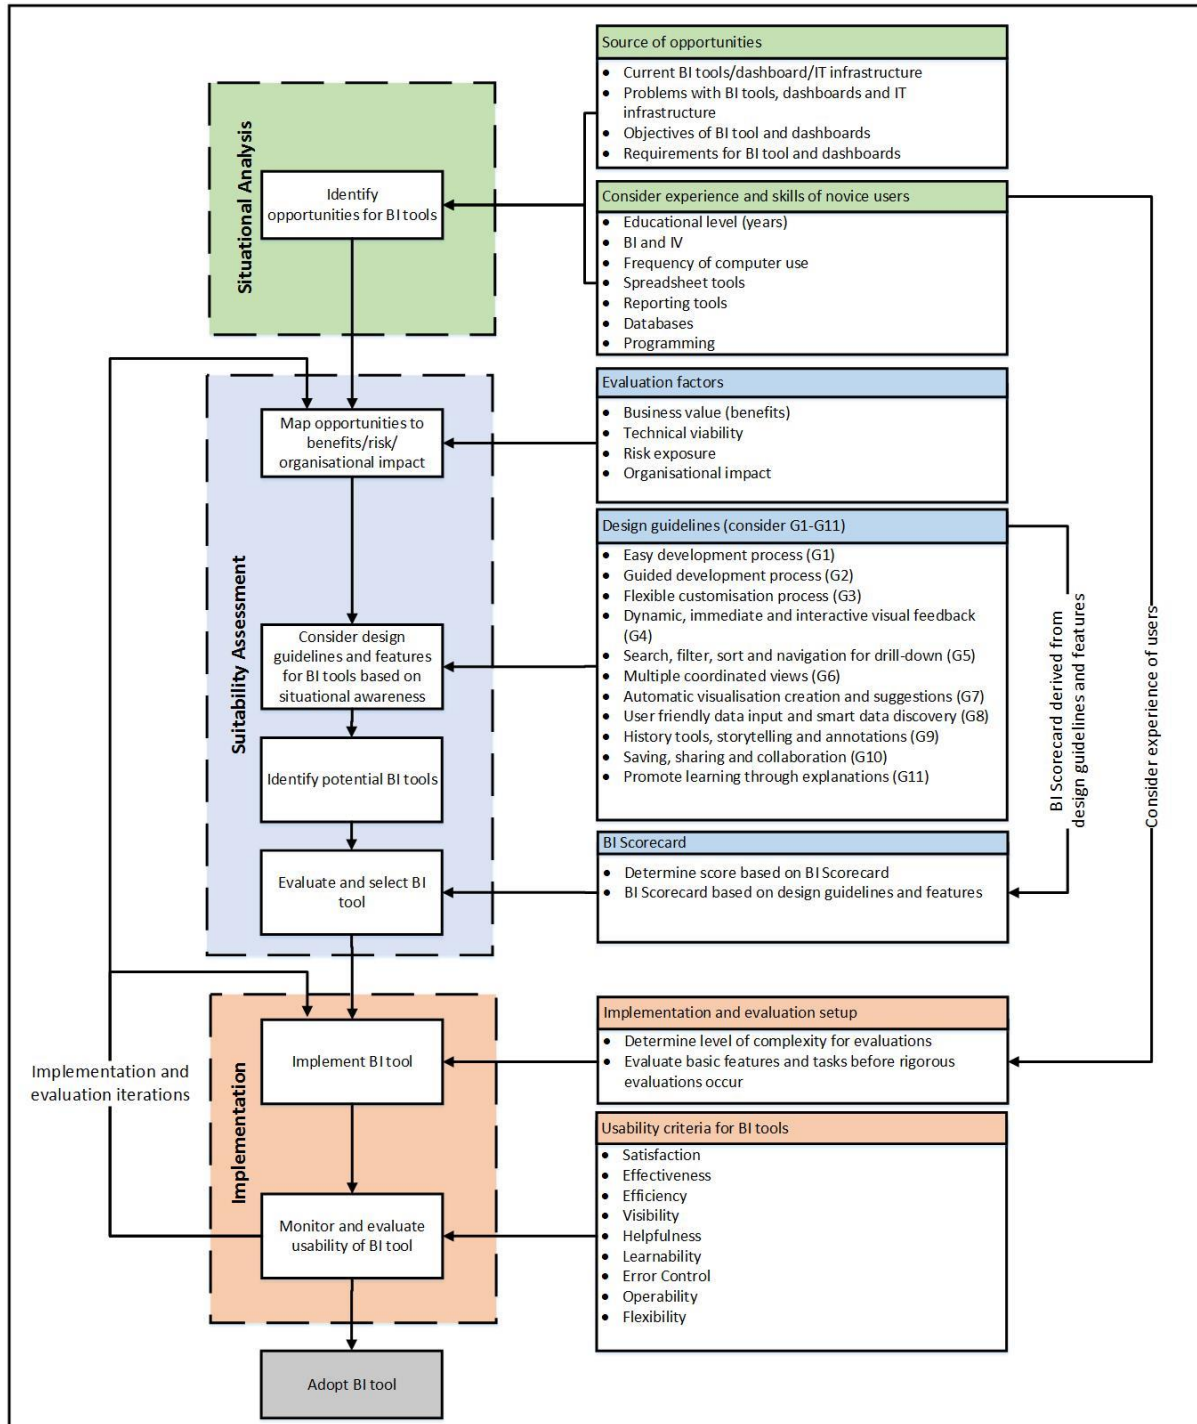 Source of opportunities
• Current BI tools/dashboard/IT infrastructure
• Problems with BI tools, dashboards and IT
infrastructure
• Objectives of BI tool and dashboards
• Requirements for BI tool and dashboards
Situational Analysis
Identify
opportunities for BI tools
Consider experience and skills of novice users
• Educational level (years)
• BI and IV
• Frequency of computer use
• Spreadsheet tools
• Reporting tools
• Databases
• Programming
Suitability Assessment
Map opportunities to
benefits/risk/
organisational impact
Evaluation factors
• Business value (benefits)
• Technical viability
• Risk exposure
• Organisational impact
Design guidelines (consider G1-G11)
• Easy development process (G1)
• Guided development process (G2)
• Flexible customisation process (G3)
• Dynamic, immediate and interactive visual feedback
(G4)
• Search, filter, sort and navigation for drill-down (G5)
• Multiple coordinated views (G6)
• Automatic visualisation creation and suggestions (G7)
• User friendly data input and smart data discovery (G8)
• History tools, storytelling and annotations (G9)
• Saving, sharing and collaboration (G10)
• Promote learning through explanations (G11)
Consider design
guidelines and features
for BI tools based on
situational awareness
Identify potential BI tools
Evaluate and select BI
tool
BI Scorecard
• Determine score based on BI Scorecard
• BI Scorecard based on design guidelines and features
BI Scorecard derived from
design guidelines and features
Consider experience of users
Implementation
Implement BI tool
Implementation and evaluation setup
• Determine level of complexity for evaluations
• Evaluate basic features and tasks before rigorous
evaluations occur
Implementation and
evaluation iterations
Monitor and evaluate
usability of BI tool
Usability criteria for BI tools
• Satisfaction
• Effectiveness
• Efficiency
• Visibility
• Helpfulness
• Learnability
• Error Control
• Operability
• Flexibility
Adopt BI tool